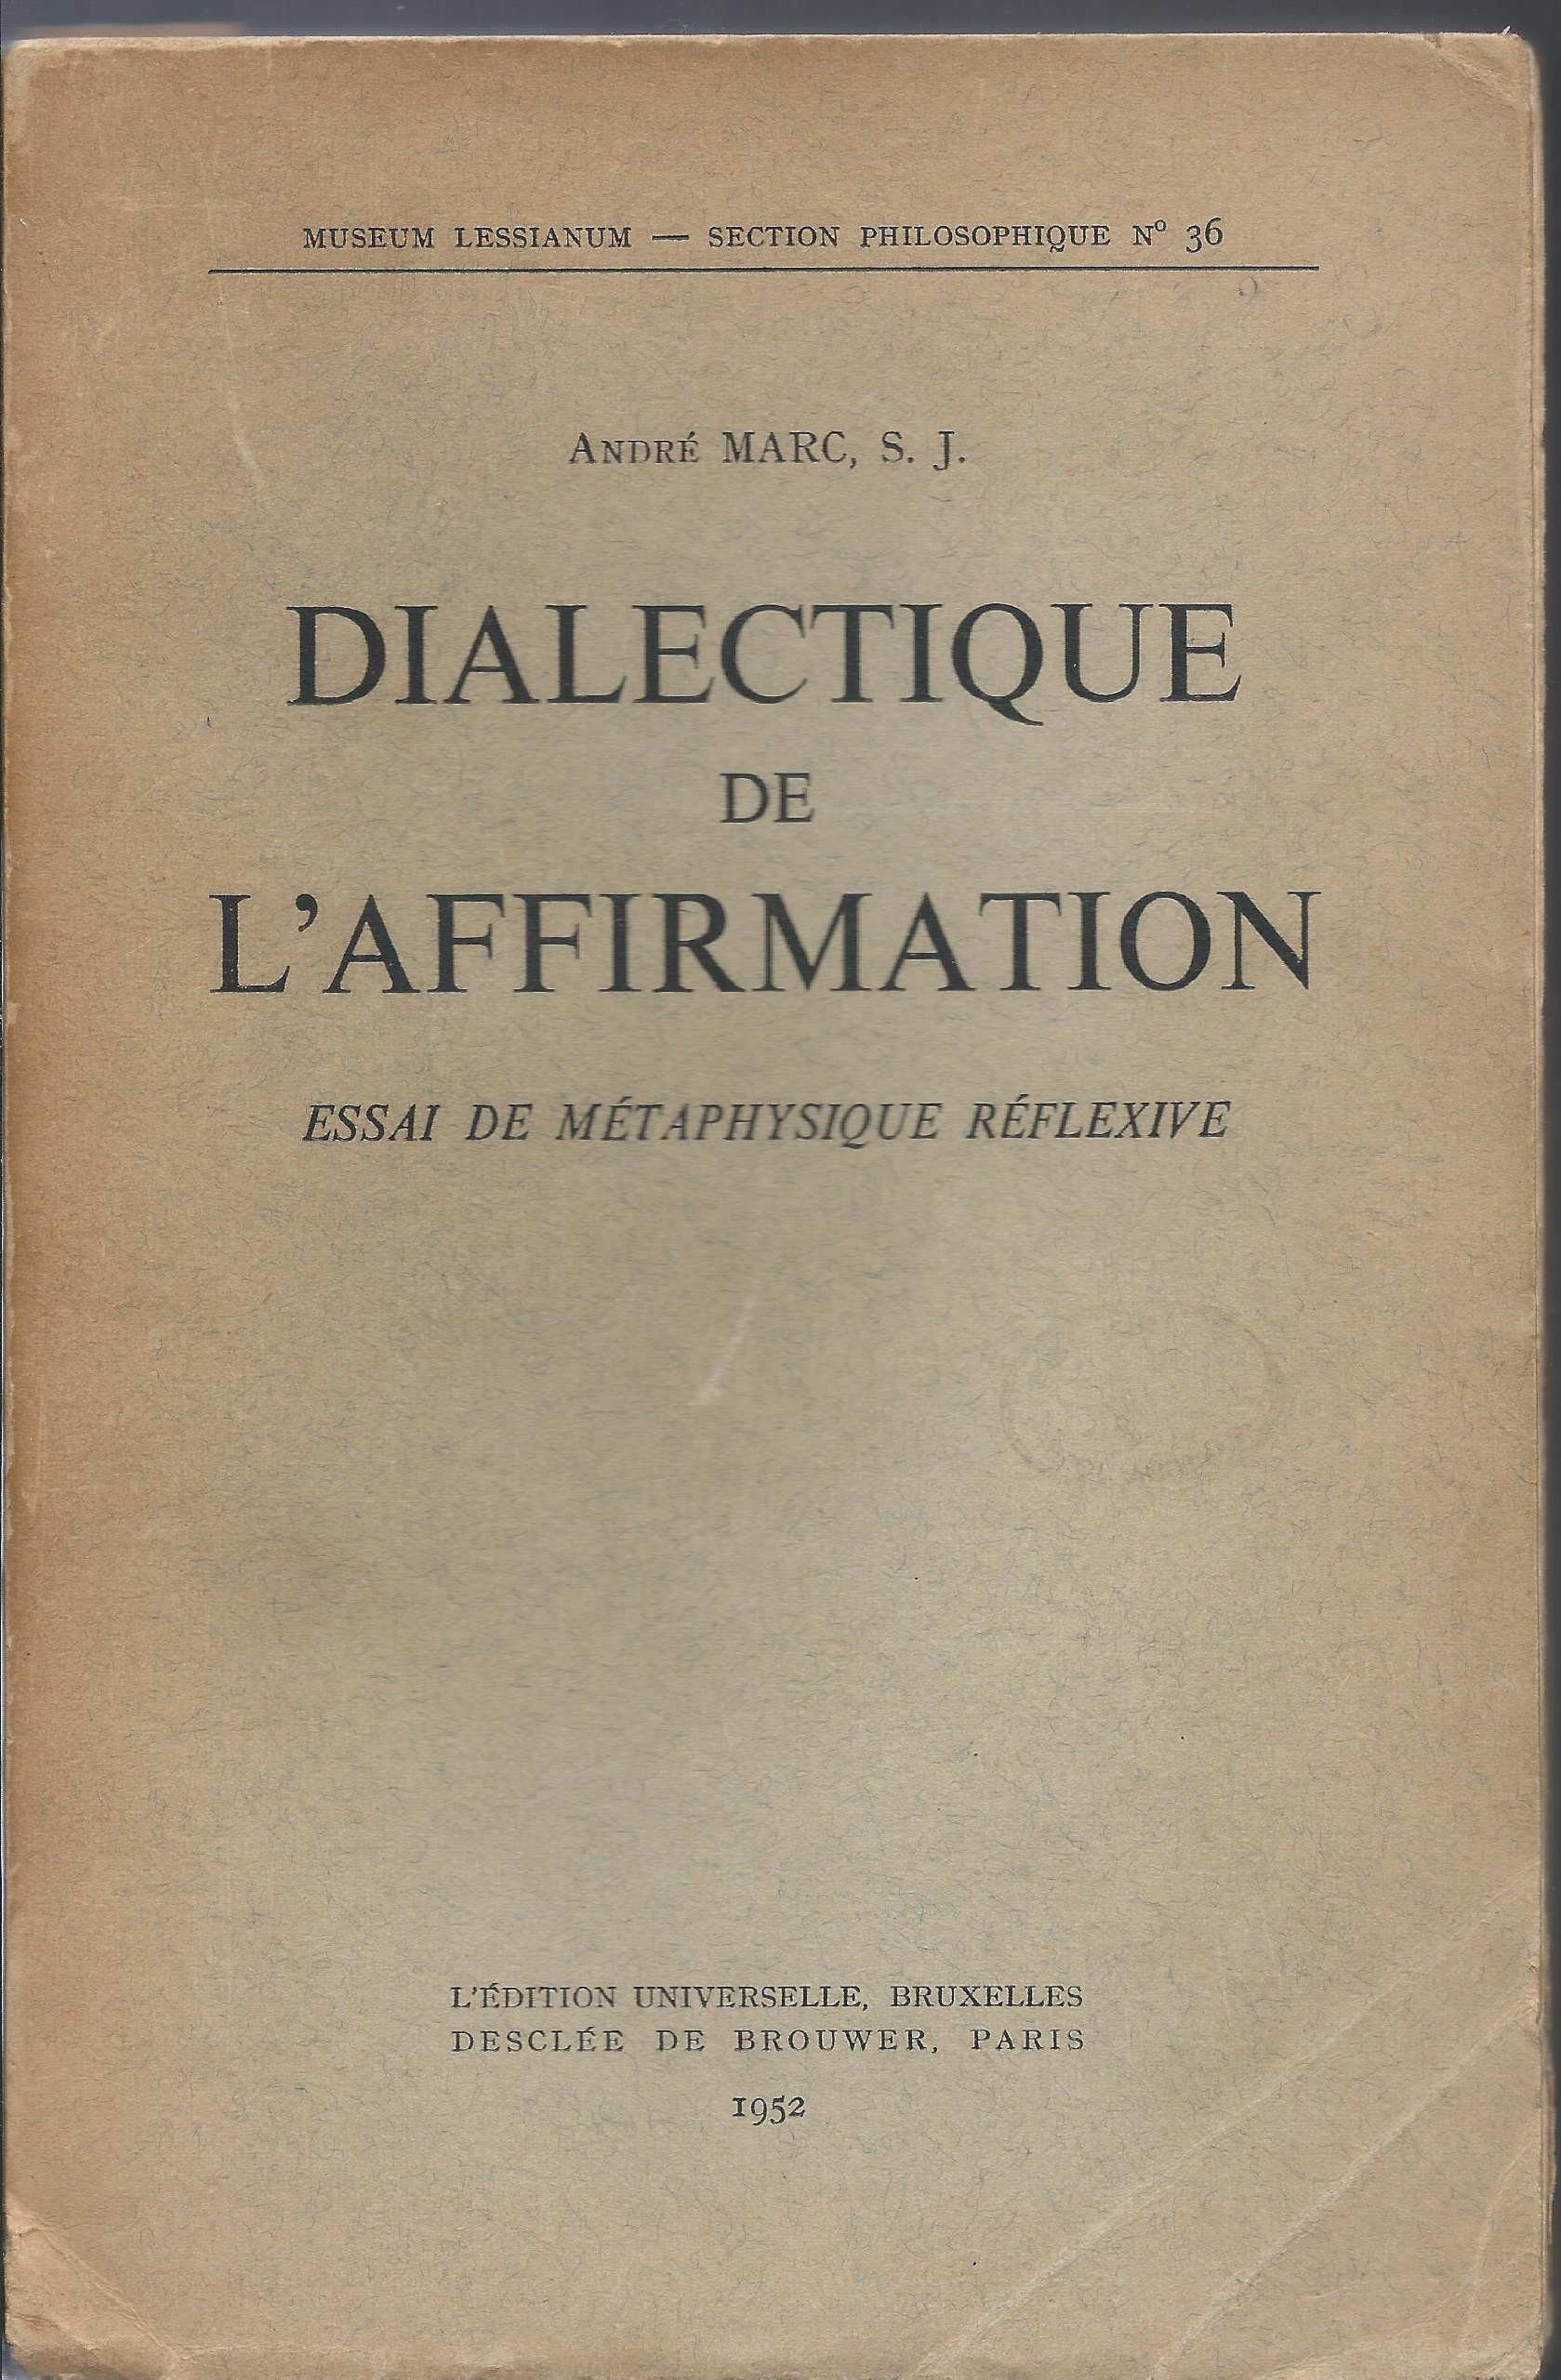 MUSEUM LESSIANUM — SECTION PHILOSOPHIQUE Nº 36
ANDRÉ MARC, S. J.
DIALECTIQUE
DE
L’AFFIRMATION
ESSAI DE MÉTAPHYSIQUE RÉFLEXIVE
L’ÉDITION UNIVERSELLE, BRUXELLES
DESCLÉE DE BROUWER, PARIS
1952